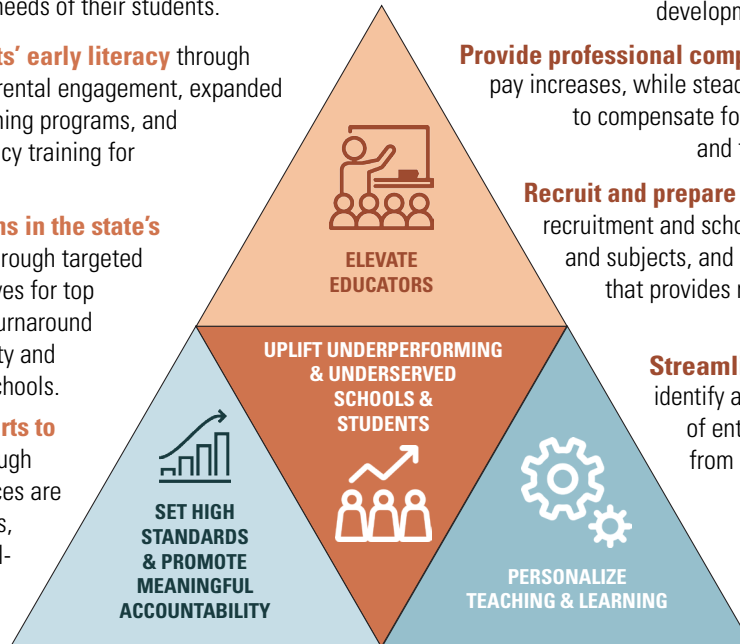 needs of their students.
ts’ early literacy through
rental engagement, expanded
ning programs, and
cy training for
ns in the state’s
rough targeted
ves for top
urnaround
ty and
chools.
rts to
ugh
ces are
s,
d-
developm
Provide professional comp
pay increases, while stead
to compensate fo
and t
Recruit and prepare
recruitment and scho
and subjects, and
that provides r
Streaml
identify a
of ent
from
ELEVATE
EDUCATORS
UPLIFT UNDERPERFORMING
& UNDERSERVED
SCHOOLS &
STUDENTS
SET HIGH
STANDARDS
& PROMOTE
MEANINGFUL
ACCOUNTABILITY
PERSONALIZE
TEACHING & LEARNING